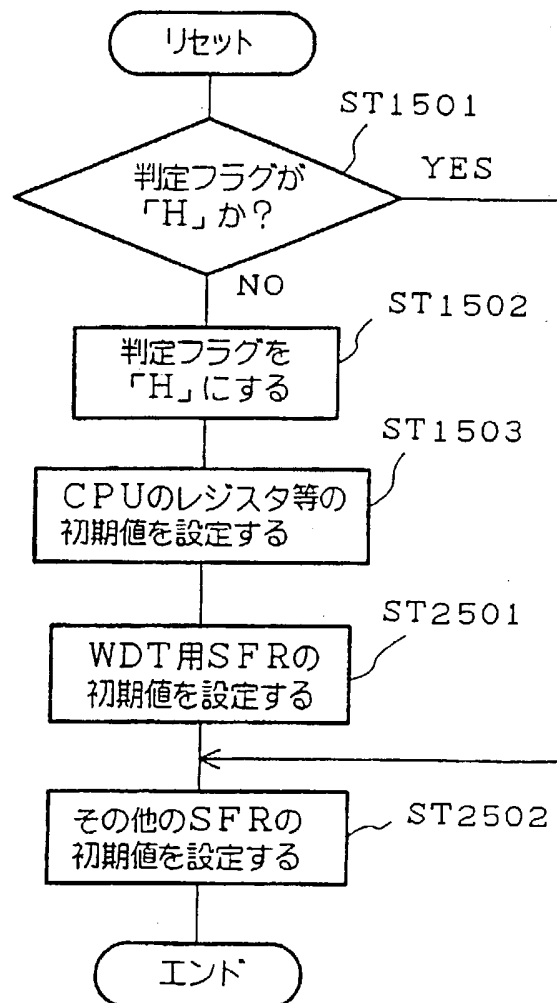 リセット
ST1501
判定フラグが
「H」か?
YES
NO
ST1502
判定フラグを
「H」にする
ST1503
CPUのレジスタ等の
初期値を設定する
ST2501
WDT用SFRの
初期値を設定する
その他のSFRの
初期値を設定する
ST2502
エンド